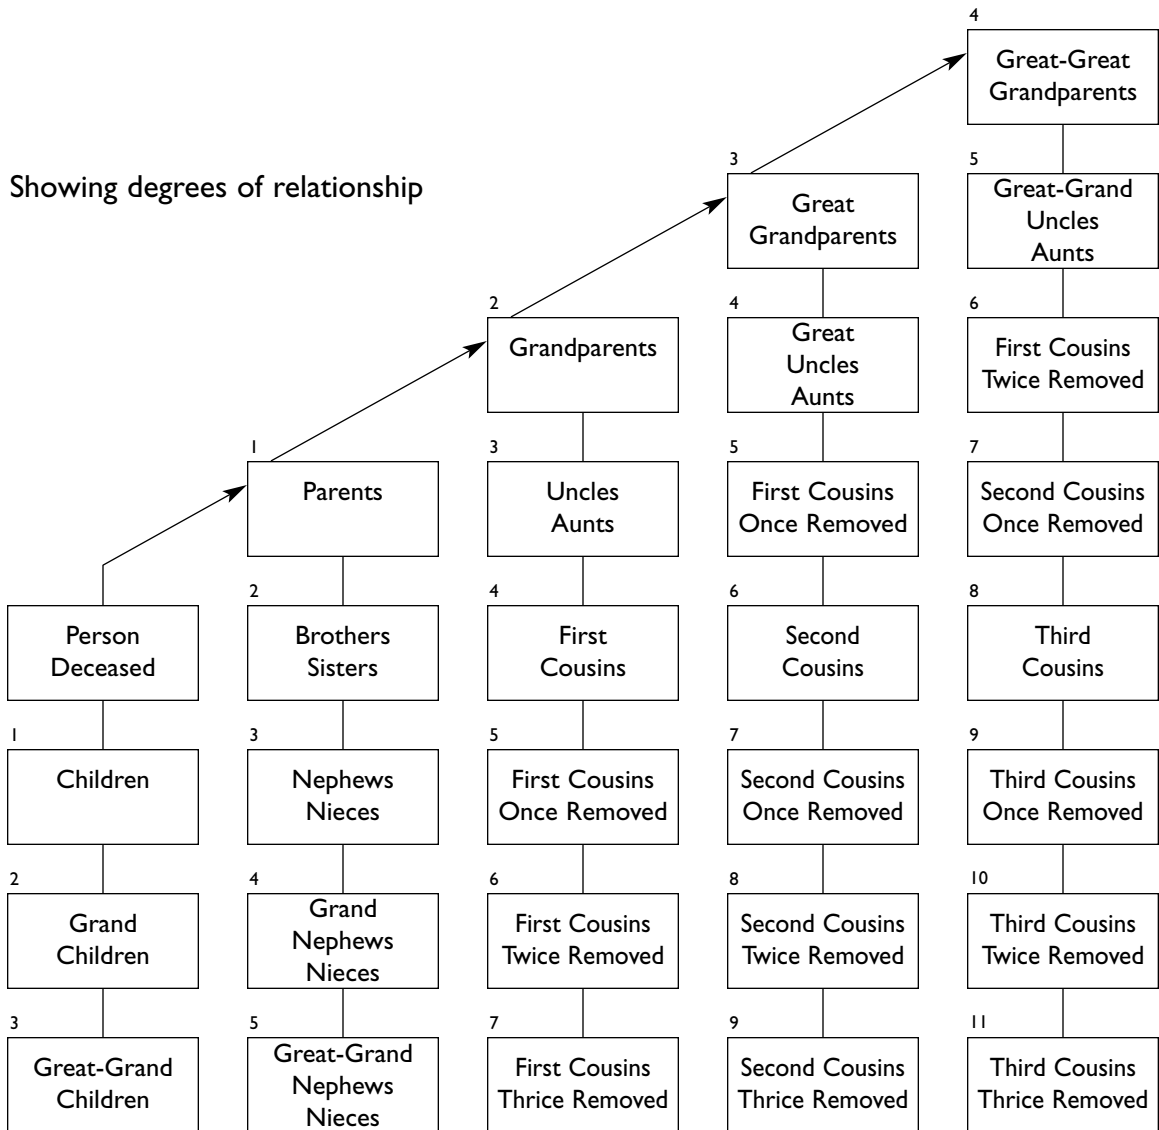 4
Great-Great
Grandparents
Showing degrees of relationship
3
Great
Grandparents
5
Great-Grand
Uncles
Aunts
2
Grandparents
4
Great
Uncles
Aunts
6
First Cousins
Twice Removed
1
Parents
3
Uncles
Aunts
5
First Cousins
Once Removed
7
Second Cousins
Once Removed
Person
Deceased
2
Brothers
Sisters
4
First
Cousins
6
Second
Cousins
8
Third
Cousins
1
Children
3
Nephews
Nieces
5
First Cousins
Once Removed
7
Second Cousins
Once Removed
9
Third Cousins
Once Removed
2
Grand
Children
4
Grand
Nephews
Nieces
6
First Cousins
Twice Removed
8
Second Cousins
Twice Removed
10
Third Cousins
Twice Removed
3
Great-Grand
Children
5
Great-Grand
Nephews
Nieces
7
First Cousins
Thrice Removed
9
Second Cousins
Thrice Removed
11
Third Cousins
Thrice Removed